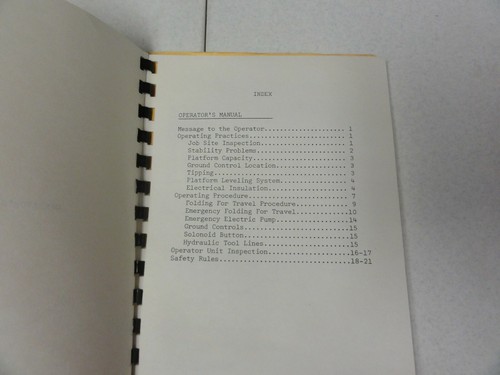 INDEX
OPERATOR'S MANUAL
Message to the Operator.................... 1
Operating Practices........................ 1
Job Site Inspection...................... 1
Stability Problems....................... 2
Platform Capacity........................ 3
Ground Control Location.................. 3
Tipping.................................. 3
Platform Leveling System................. 4
Electrical Insulation.................... 4
Operating Procedure........................ 7
Folding For Travel Procedure............. 9
Emergency Folding For Travel.............10
Emergency Electric Pump..................14
Ground Controls..........................15
Solonoid Button..........................15
Hydraulic Tool Lines.....................15
Operator Unit Inspection...................16-17
Safety Rules...............................18-21